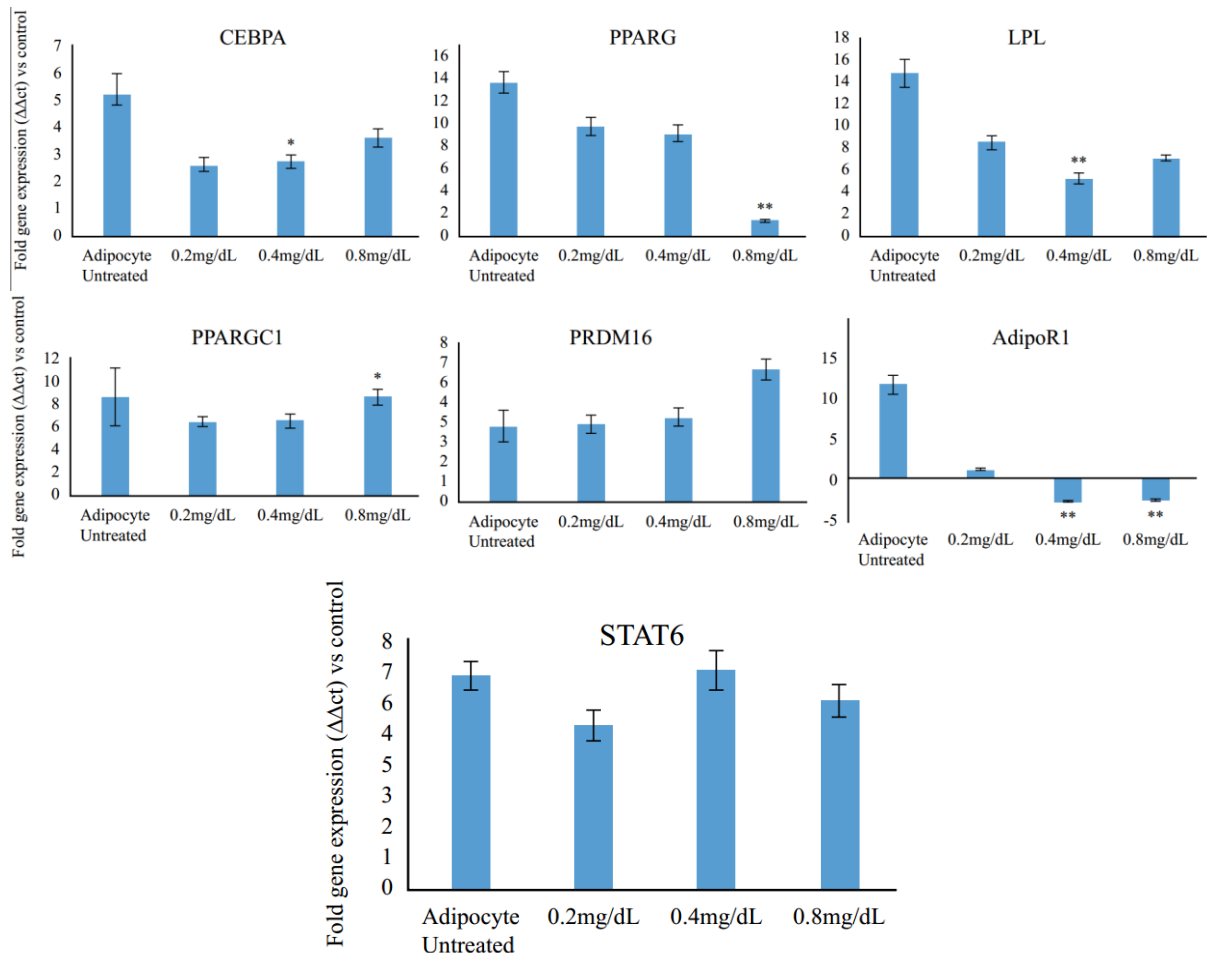 Fold gene expression (ΔΔct) vs control
CEBPA
7
6
5
4
3
2
1
0
*
Adipocyte
Untreated
0.2mg/dL
0.4mg/dL
0.8mg/dL
PPARG
16
14
12
10
8
6
4
2
0
**
Adipocyte
Untreated
0.2mg/dL
0.4mg/dL
0.8mg/dL
LPL
18
16
14
12
10
8
6
4
2
0
**
Adipocyte
Untreated
0.2mg/dL
0.4mg/dL
0.8mg/dL
Fold gene expression (ΔΔct) vs control
PPARGC1
12
10
8
6
4
2
0
*
Adipocyte
Untreated
0.2mg/dL
0.4mg/dL
0.8mg/dL
PRDM16
8
7
6
4
5
3
2
1
0
Adipocyte
Untreated
0.2mg/dL
0.4mg/dL
0.8mg/dL
AdipoR1
15
10
5
0
-5
**
**
Adipocyte
Untreated
0.2mg/dL
0.4mg/dL
0.8mg/dL
Fold gene expression (ΔΔct) vs control
STAT6
8
7
6
4
5
3
2
1
0
Adipocyte
Untreated
0.2mg/dL
0.4mg/dL
0.8mg/dL